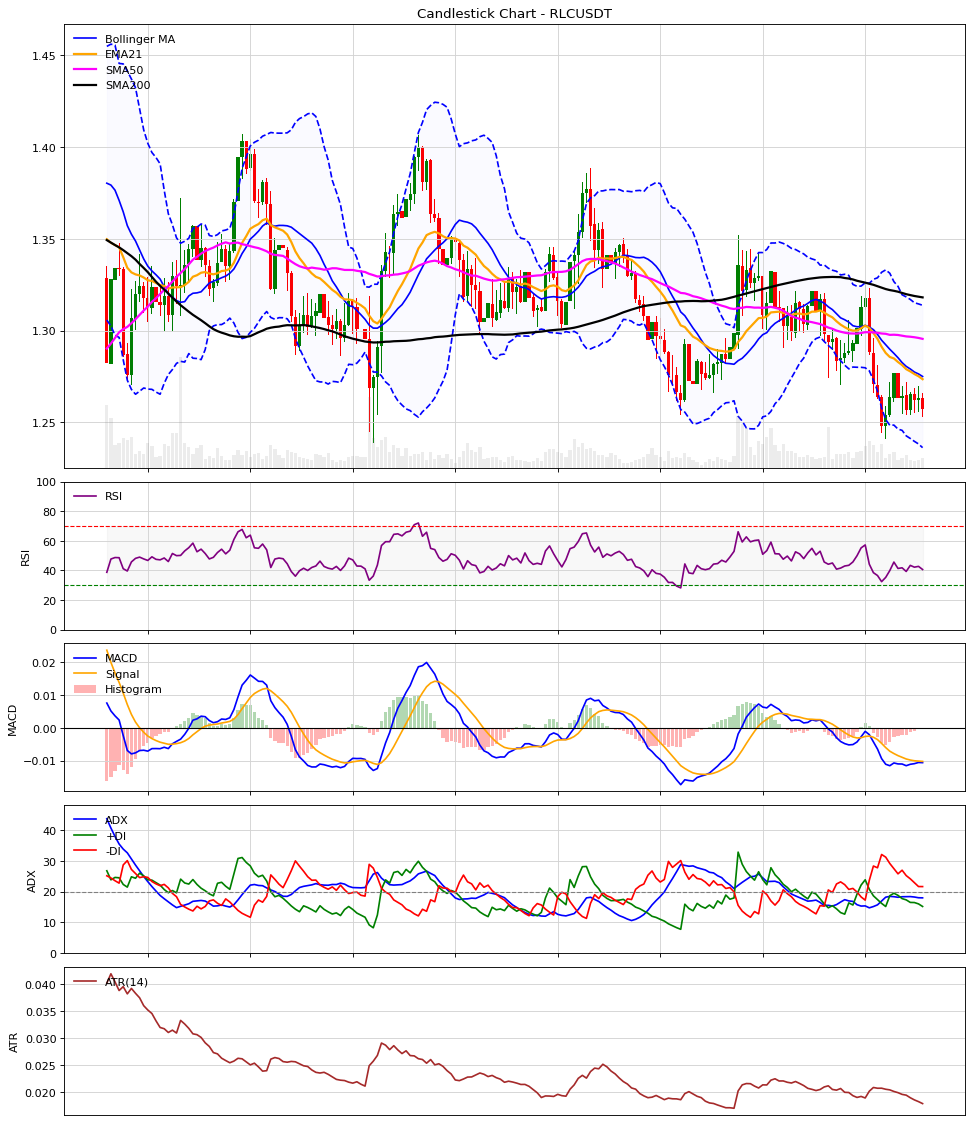 Candlestick Chart - RLCUSDT
Bollinger MA
EMA21
SMA50
SMA200
1.45
1.40
1.35
1.30
1.25
RSI
100
80
60
40
20
0
RSI
MACD
Signal
Histogram
0.02
0.01
0.00
−0.01
MACD
ADX
+DI
-DI
40
30
20
10
0
ADX
ATR(14)
0.040
0.035
0.030
0.025
0.020
ATR